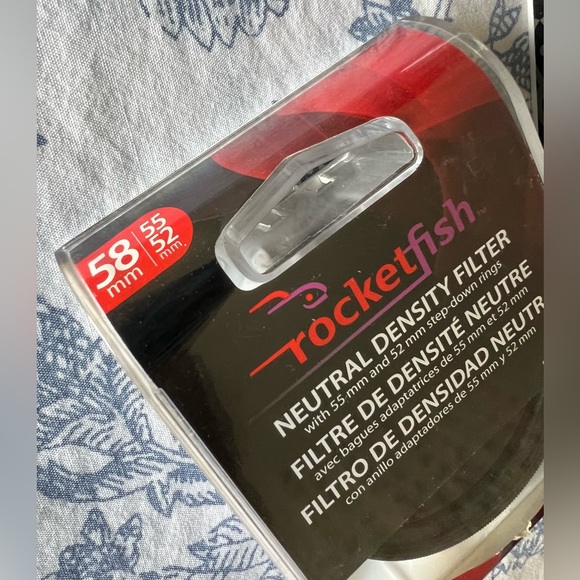 58 mm
55
52
mm
rocketfish™
NEUTRAL DENSITY FILTER
with 55 mm and 52 mm step-down rings
FILTRE DE DENSITÉ NEUTRE
avec bagues adaptatrices de 55 mm et 52 mm
FILTRO DE DENSIDAD NEUTR
con anillo adaptadores de 55 mm y 52 mm